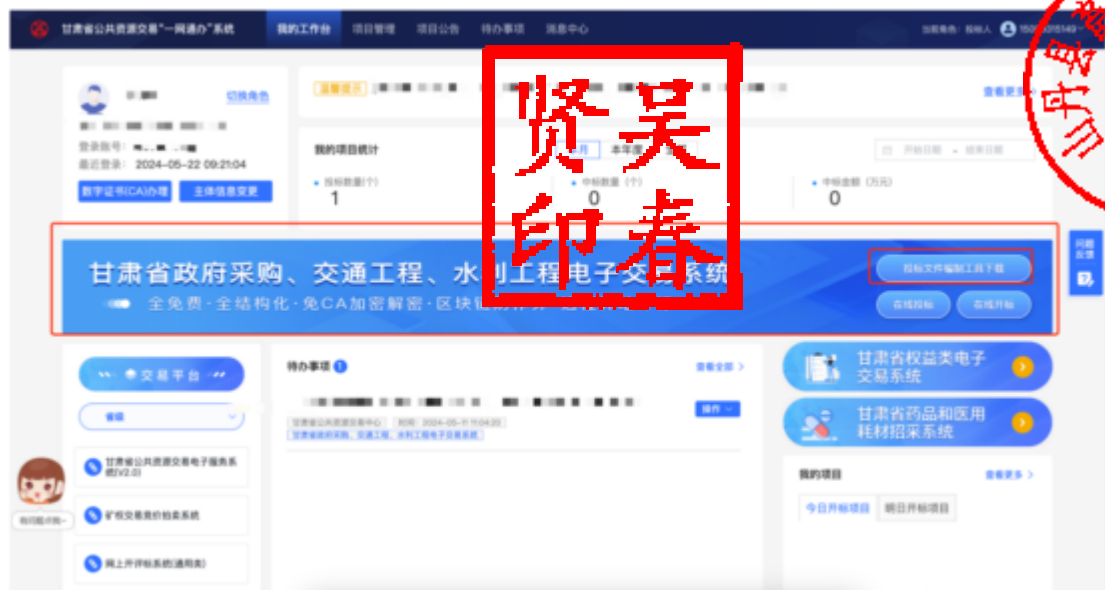 甘肃省公共资源交易“一网通办”系统
我的工作台 项目管理 项目公告 待办事项 消息中心
当前角色：投标人
切换角色
温馨提示
查看更多
登录账号：
最近登录： 2024-05-22 09:21:04
数字证书(CA)办理 主体信息变更
我的项目统计
本年度
开始日期 - 结束日期
投标数量(个)
1
中标数量（个）
0
中标金额（万元）
0
吴春
贤印
甘肃省政府采购、交通工程、水利工程电子交易系统
全免费·全结构化·免CA加密解密·区块
投标文件编制工具下载
在线投标 在线开标
问题反馈
交易平台
省级
甘肃省公共资源交易电子服务系
统(V2.0)
矿权交易竞价拍卖系统
网上开评标系统(通用类)
有问题点我~
待办事项 1
查看全部 >
操作
甘肃省公共资源交易中心 时间：2024-05-11 11:04:20
甘肃省政府采购、交通工程、水利工程电子交易系统
甘肃省权益类电子
交易系统
甘肃省药品和医用
耗材招采系统
我的项目
查看更多 >
今日开标项目 明日开标项目